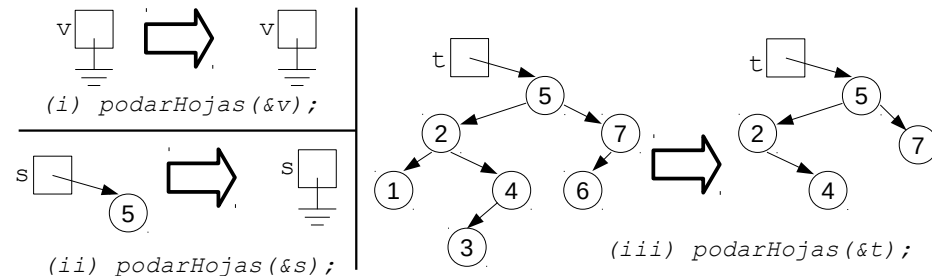 v
v
(i) podarHojas(&v);
s
5
s
(ii) podarHojas(&s);
t
5
2
7
1
4
6
3
t
5
2
7
4
(iii) podarHojas(&t);